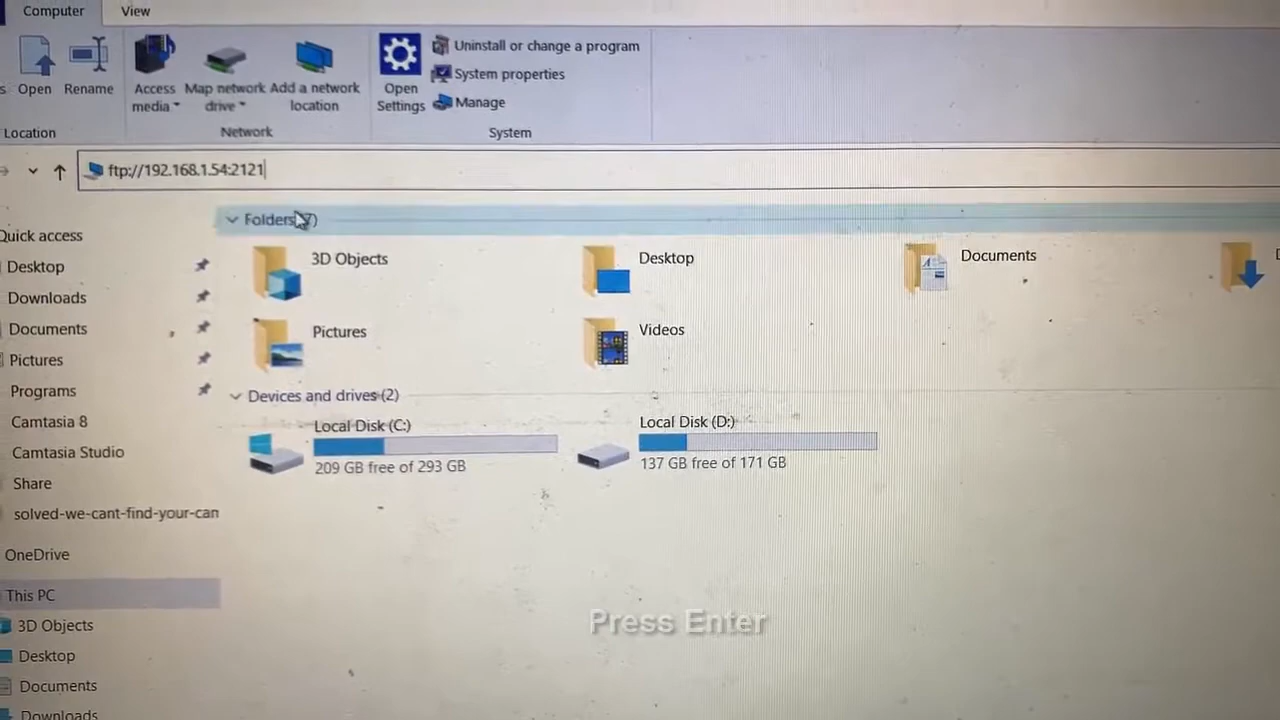 Computer
View
Open
Rename
Access media
Map network drive
Add a network location
Open Settings
Uninstall or change a program
System properties
Manage
Location
Network
System
ftp://192.168.1.54:2121
Quick access
Desktop
Downloads
Documents
Pictures
Programs
Camtasia 8
Camtasia Studio
Share
solved-we-cant-find-your-cam
OneDrive
This PC
3D Objects
Desktop
Documents
Downloads
Folders (7)
3D Objects
Desktop
Documents
Pictures
Videos
Devices and drives (2)
Local Disk (C:)
209 GB free of 293 GB
Local Disk (D:)
137 GB free of 171 GB
Press Enter